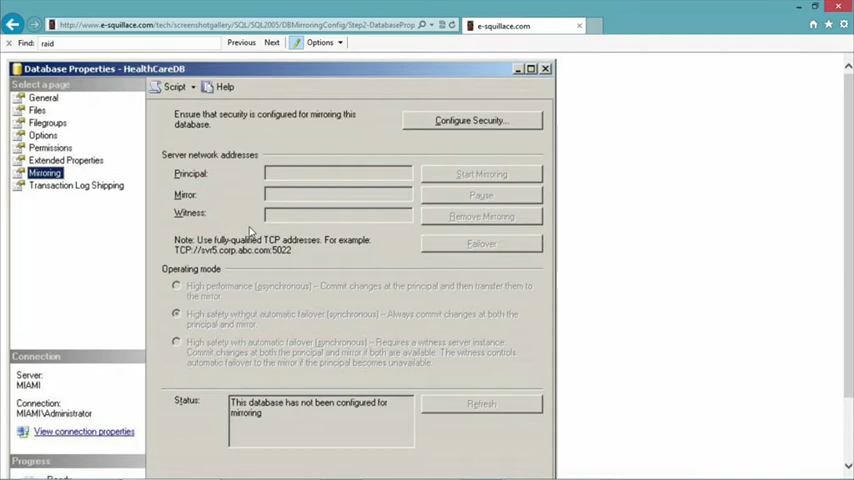 http://www.e-squillace.com/tech/screenshotgallery/SQL/SQL2005/DBMirroringConfig/Step2-DatabaseProp
e-squillace.com
Find: raid
Previous Next Options
Database Properties - HealthCareDB
Select a page
General
Files
Filegroups
Options
Permissions
Extended Properties
Mirroring
Transaction Log Shipping
Script Help
Ensure that security is configured for mirroring this
database.
Configure Security...
Server network addresses
Principal:
Start Mirroring
Mirror:
Pause
Witness:
Remove Mirroring
Note: Use fully-qualified TCP addresses. For example:
TCP://svr5.corp.abc.com:5022
Failover
Operating mode
High performance (asynchronous) – Commit changes at the principal and then transfer them to
the mirror.
High safety without automatic failover (synchronous) – Always commit changes at both the
principal and mirror.
High safety with automatic failover (synchronous) – Requires a witness server instance.
Commit changes at both the principal and mirror if both are available. The witness controls
automatic failover to the mirror if the principal becomes unavailable.
Status:
This database has not been configured for
mirroring
Refresh
Connection
Server:
MIAMI
Connection:
MIAMI\Administrator
View connection properties
Progress